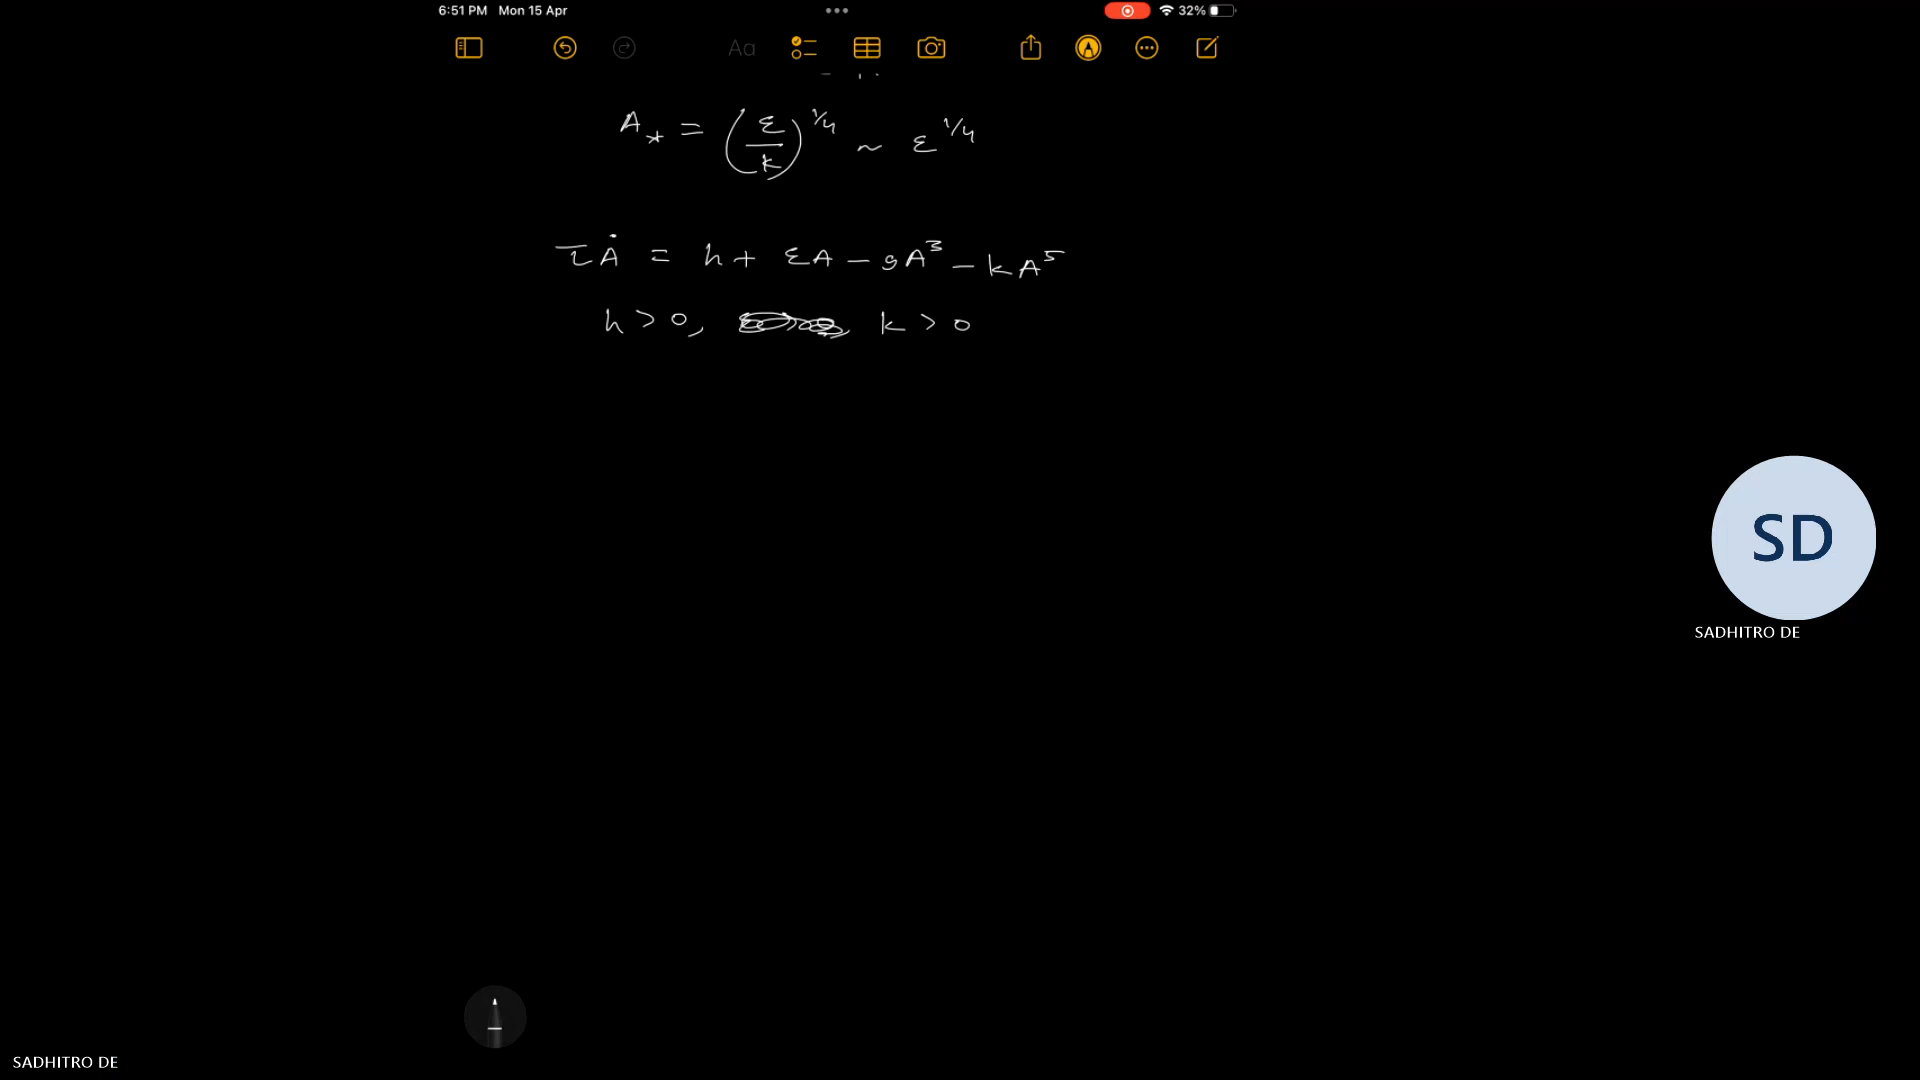 6:51 PM Mon 15 Apr
32%
Aa
A* = (ε/k)^1/4 ~ ε^1/4
τȦ = h + εA − gA³ − kA⁵
h > 0, k > 0
SD
SADHITRO DE
SADHITRO DE